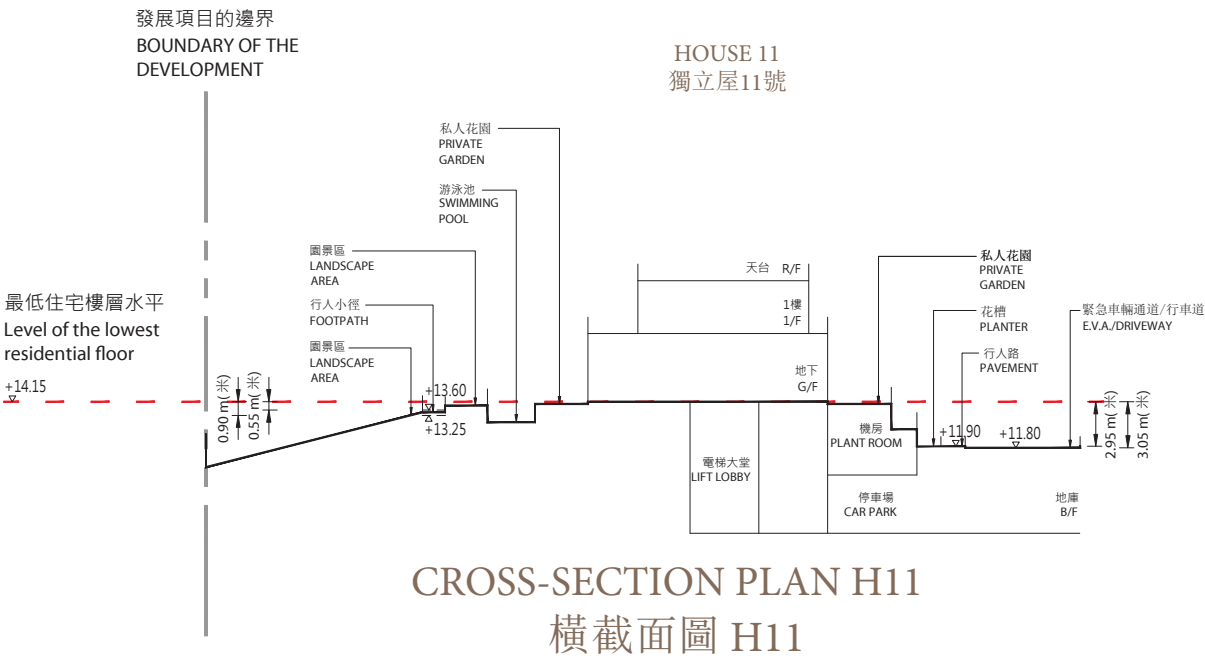 發展項目的邊界
BOUNDARY OF THE
DEVELOPMENT
HOUSE 11
獨立屋11號
私人花園
PRIVATE
GARDEN
游泳池
SWIMMING
POOL
園景區
LANDSCAPE
AREA
行人小徑
FOOTPATH
園景區
LANDSCAPE
AREA
最低住宅樓層水平
Level of the lowest
residential floor
+14.15
0.90 m(米)
0.55 m(米)
+13.60
+13.25
天台 R/F
1樓
1/F
地下
G/F
私人花園
PRIVATE
GARDEN
花槽
PLANTER
行人路
PAVEMENT
緊急車輛通道/行車道
E.V.A./DRIVEWAY
機房
PLANT ROOM
+11.90
+11.80
2.95 m(米)
3.05 m(米)
電梯大堂
LIFT LOBBY
停車場
CAR PARK
地庫
B/F
CROSS-SECTION PLAN H11
橫截面圖 H11